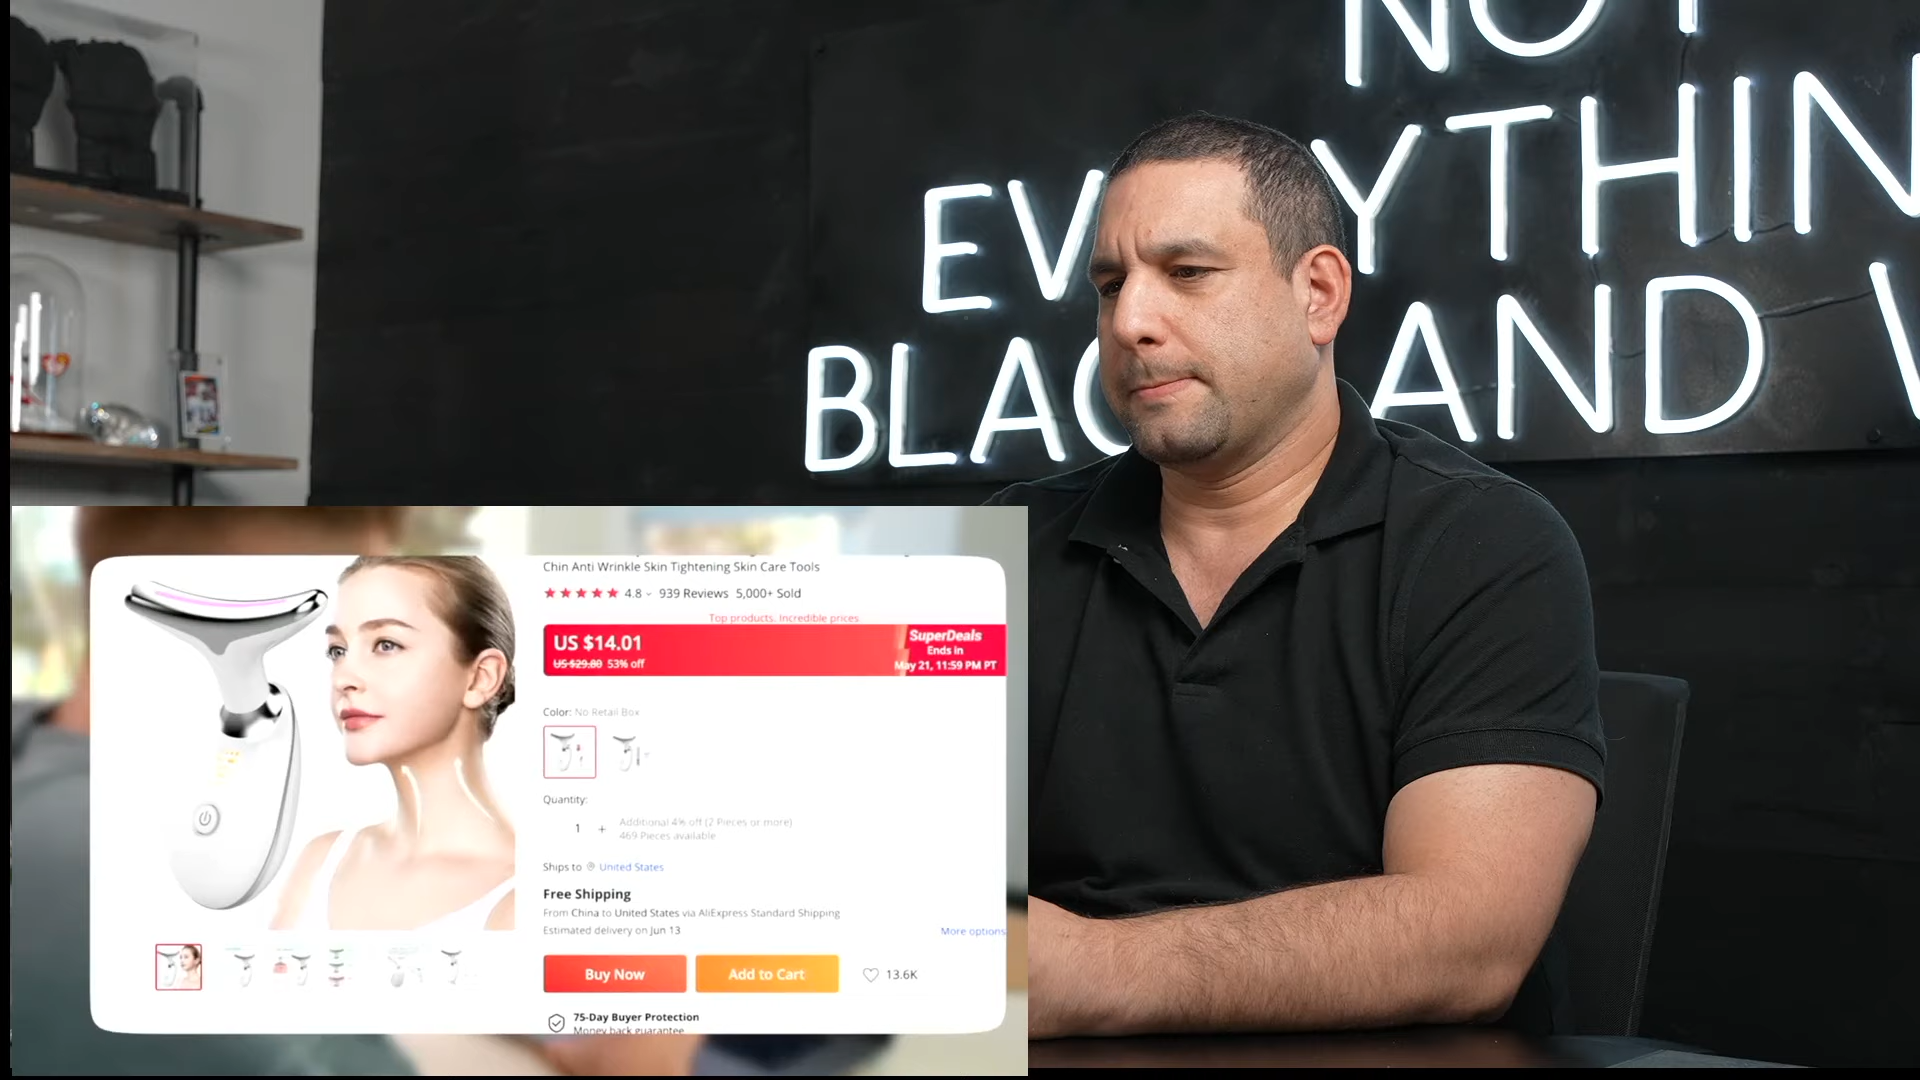 NOT
EV YTHIN
BLAC AND
Chin Anti Wrinkle Skin Tightening Skin Care Tools
4.8 939 Reviews 5,000+ Sold
Top products. Incredible prices
US $14.01
US $29.80 53% off
SuperDeals
Ends in
May 21, 11:59 PM PT
Color: No Retail Box
Quantity:
1 +
Additional 4% off (2 Pieces or more)
469 Pieces available
Ships to United States
Free Shipping
From China to United States via AliExpress Standard Shipping
Estimated delivery on Jun 13
More options
Buy Now
Add to Cart
13.6K
75-Day Buyer Protection
Money back guarantee